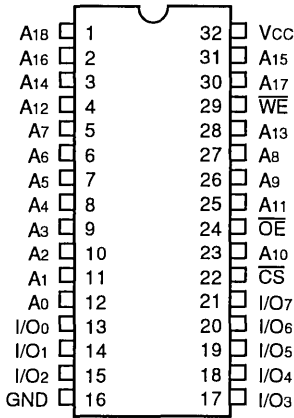 A18 1 32 VCC
A16 2 31 A15
A14 3 30 A17
A12 4 29 W̅E̅
A7 5 28 A13
A6 6 27 A8
A5 7 26 A9
A4 8 25 A11
A3 9 24 O̅E̅
A2 10 23 A10
A1 11 22 C̅S̅
A0 12 21 I/O7
I/O0 13 20 I/O6
I/O1 14 19 I/O5
I/O2 15 18 I/O4
GND 16 17 I/O3